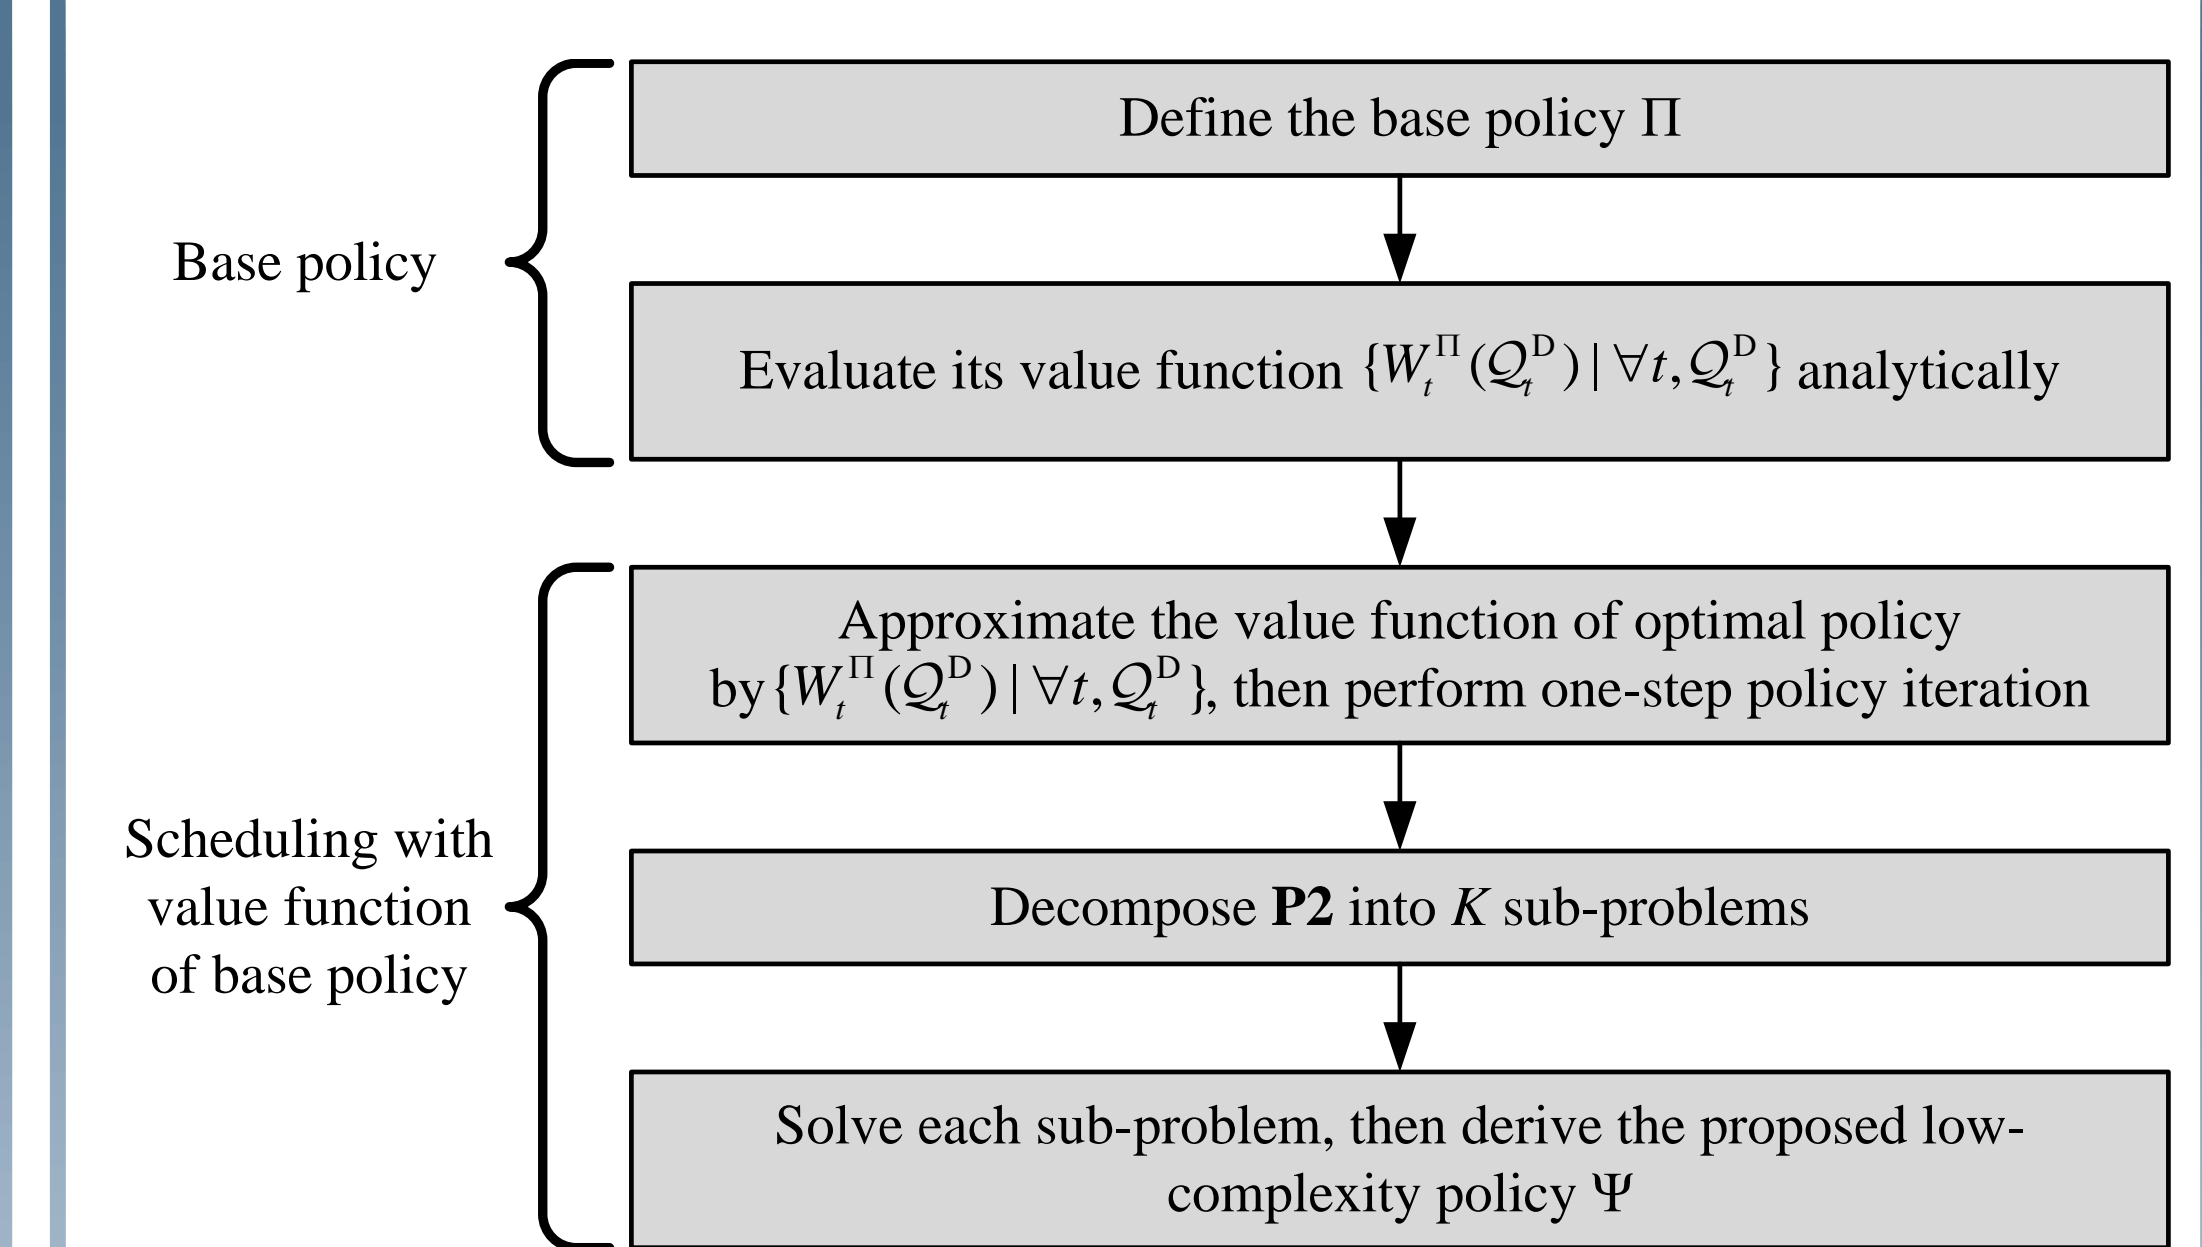 Define the base policy Π
Base policy
Evaluate its value function {W_t^Π(𝒬_t^D) | ∀t, 𝒬_t^D} analytically
Approximate the value function of optimal policy
by {W_t^Π(𝒬_t^D) | ∀t, 𝒬_t^D}, then perform one-step policy iteration
Scheduling with
value function
of base policy
Decompose P2 into K sub-problems
Solve each sub-problem, then derive the proposed low-
complexity policy Ψ